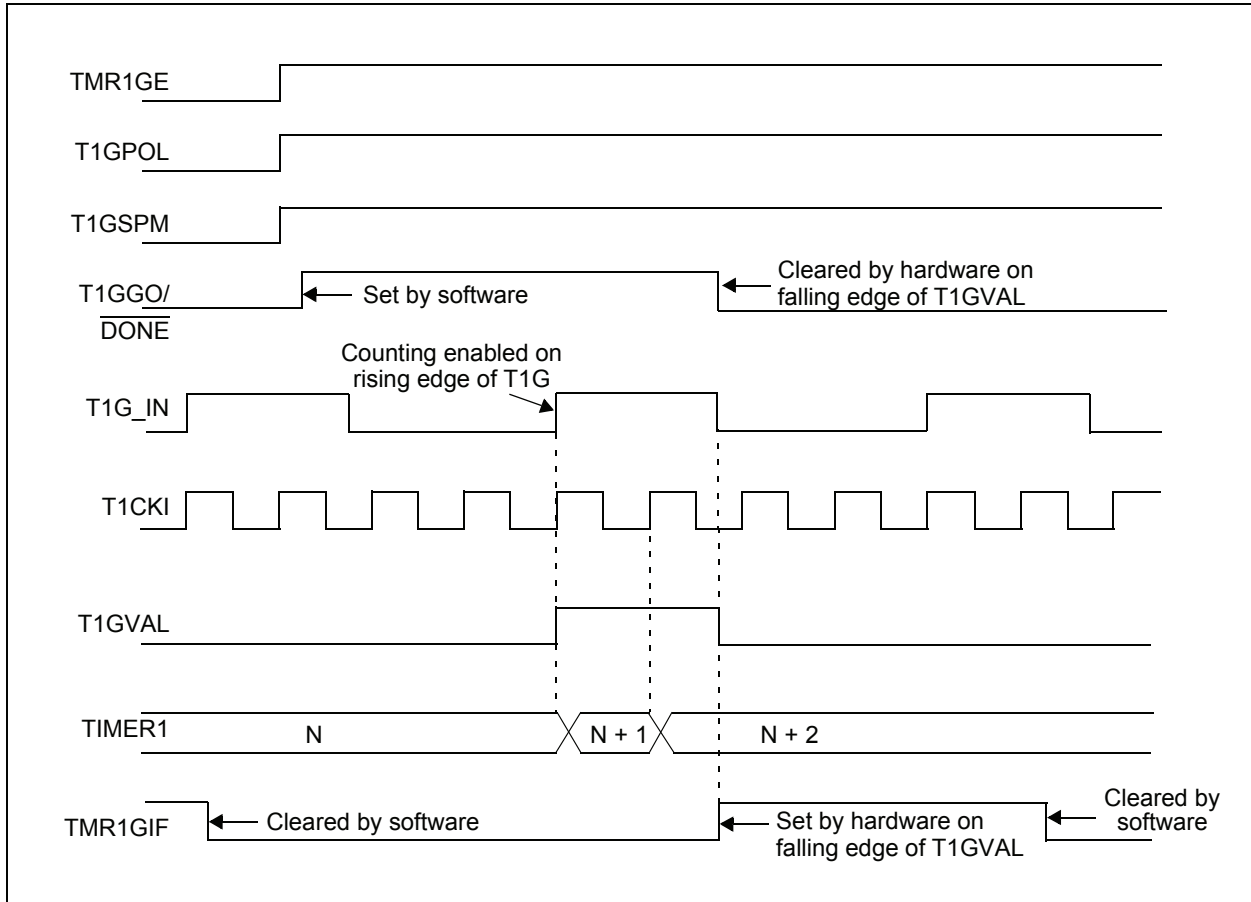 TMR1GE
T1GPOL
T1GSPM
T1GGO/
DONE
Set by software
Cleared by hardware on
falling edge of T1GVAL
Counting enabled on
rising edge of T1G
T1G_IN
T1CKI
T1GVAL
TIMER1
N
N + 1
N + 2
TMR1GIF
Cleared by software
Set by hardware on
falling edge of T1GVAL
Cleared by
software